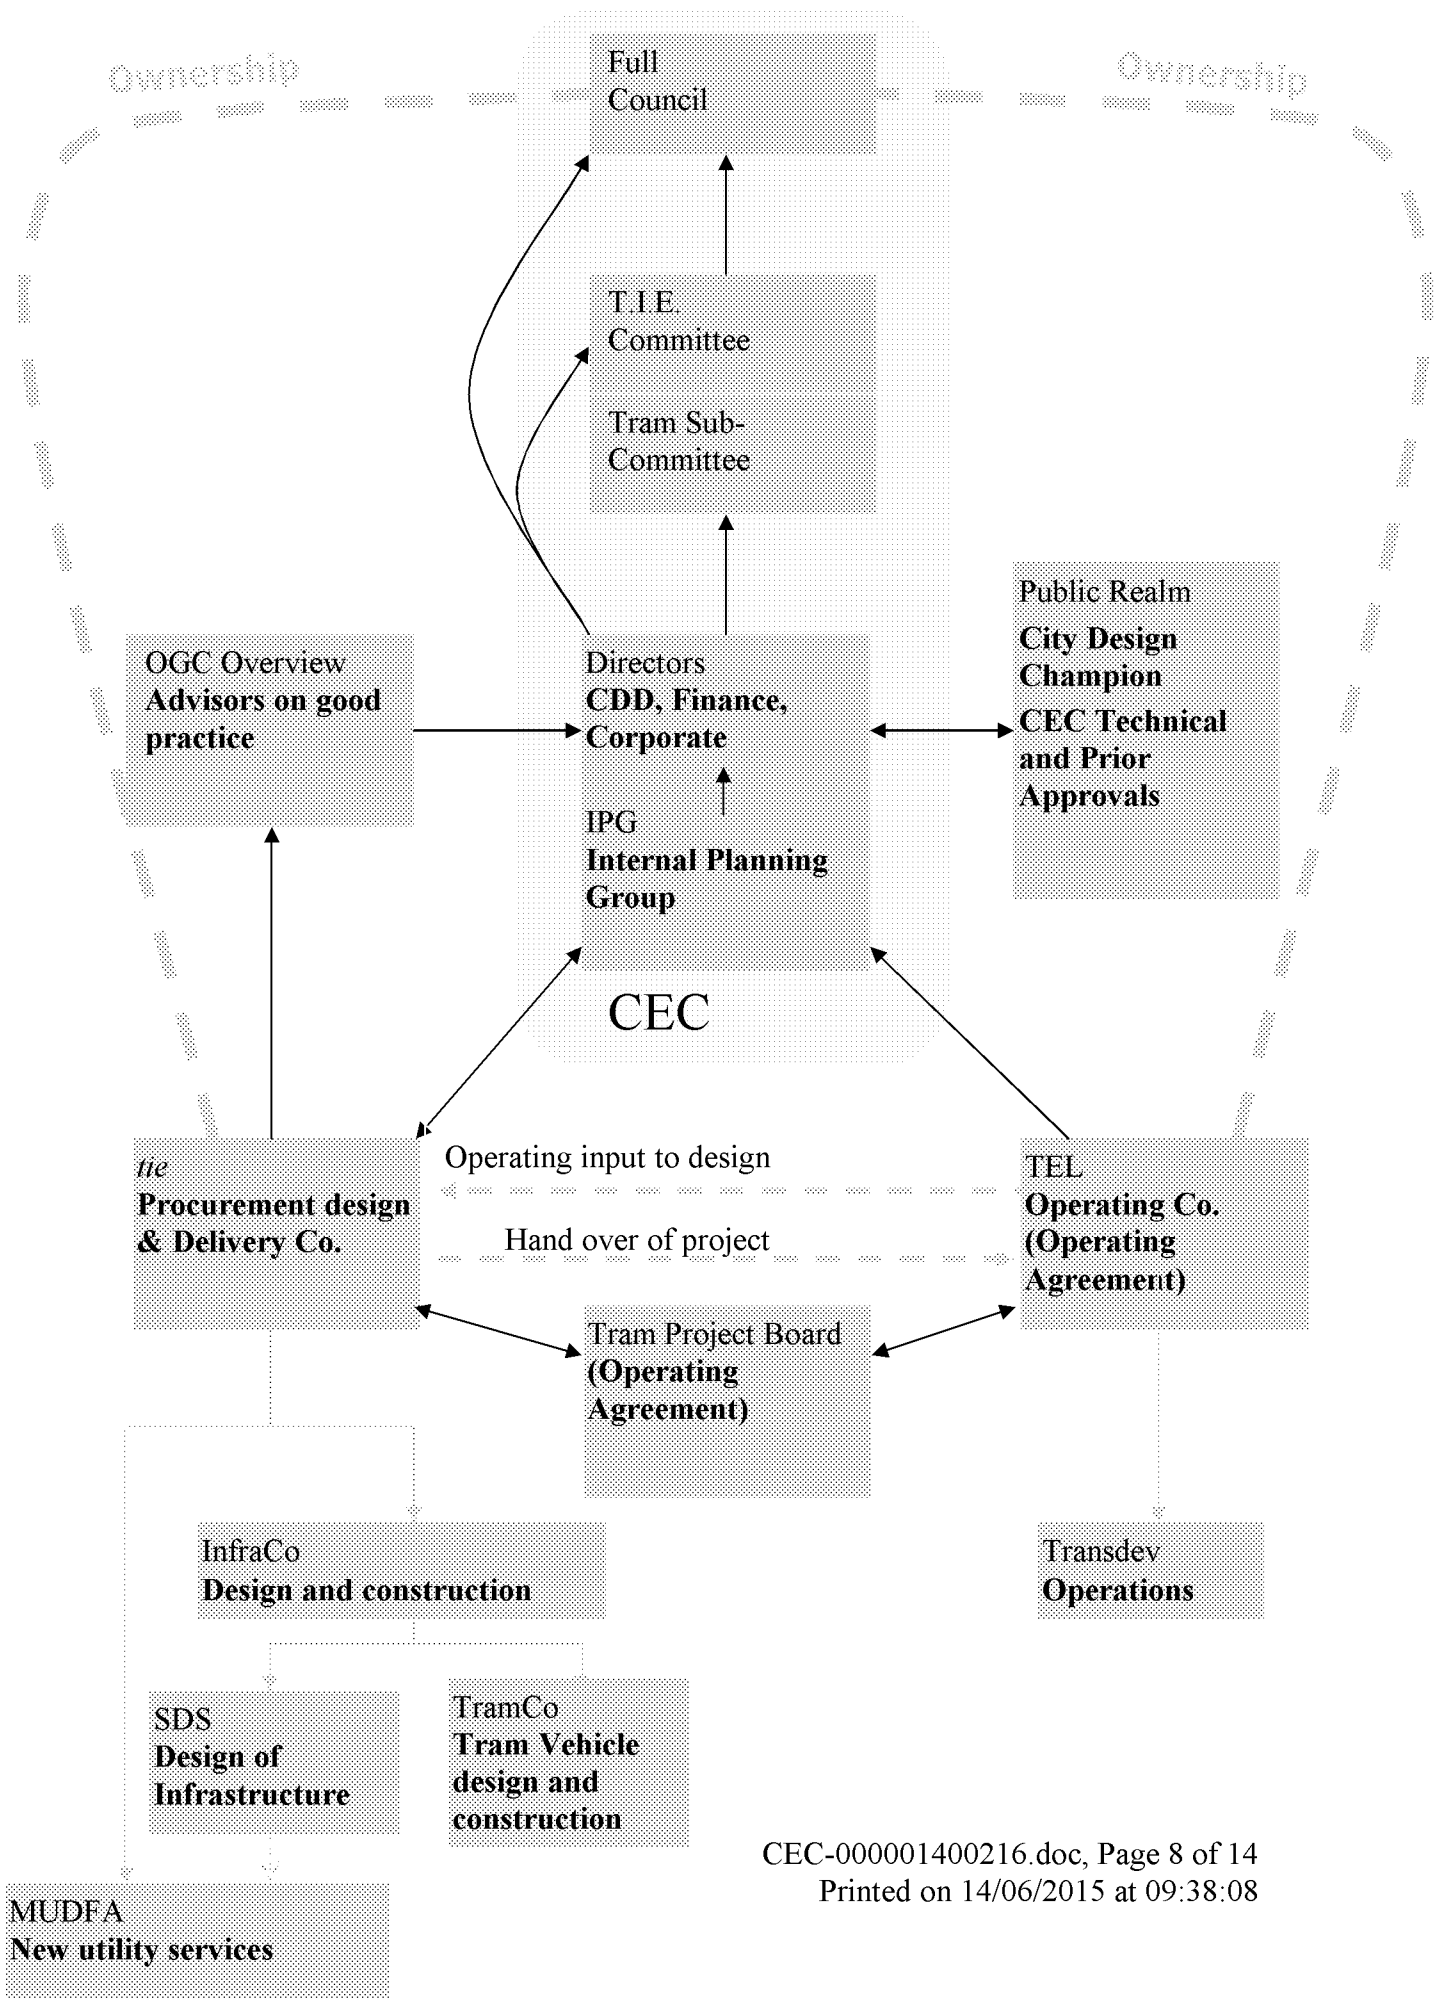 Ownership
Ownership
Full
Council
T.I.E.
Committee
Tram Sub-
Committee
OGC Overview
Advisors on good
practice
Directors
CDD, Finance,
Corporate
IPG
Internal Planning
Group
Public Realm
City Design
Champion
CEC Technical
and Prior
Approvals
CEC
tie
Procurement design
& Delivery Co.
Operating input to design
Hand over of project
TEL
Operating Co.
(Operating
Agreement)
Tram Project Board
(Operating
Agreement)
InfraCo
Design and construction
Transdev
Operations
SDS
Design of
Infrastructure
TramCo
Tram Vehicle
design and
construction
MUDFA
New utility services
CEC-000001400216.doc, Page 8 of 14
Printed on 14/06/2015 at 09:38:08